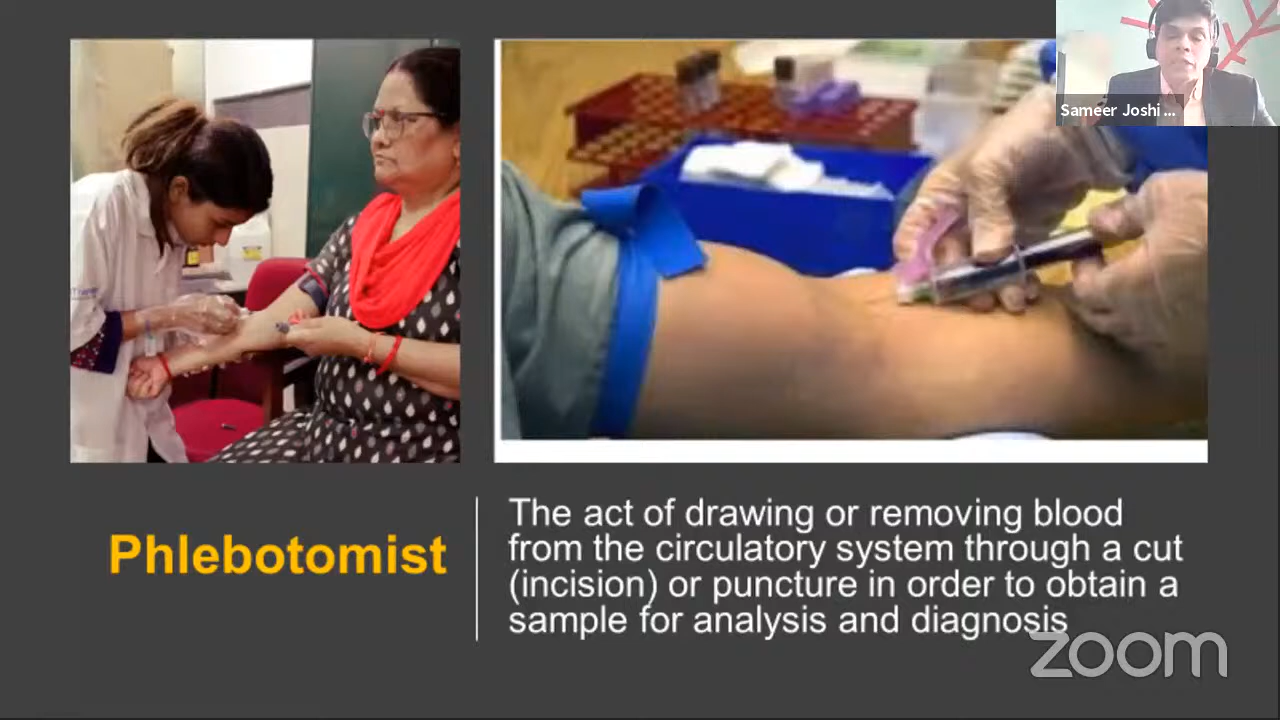 Sameer Joshi ...
Phlebotomist
The act of drawing or removing blood
from the circulatory system through a cut
(incision) or puncture in order to obtain a
sample for analysis and diagnosis
zoom